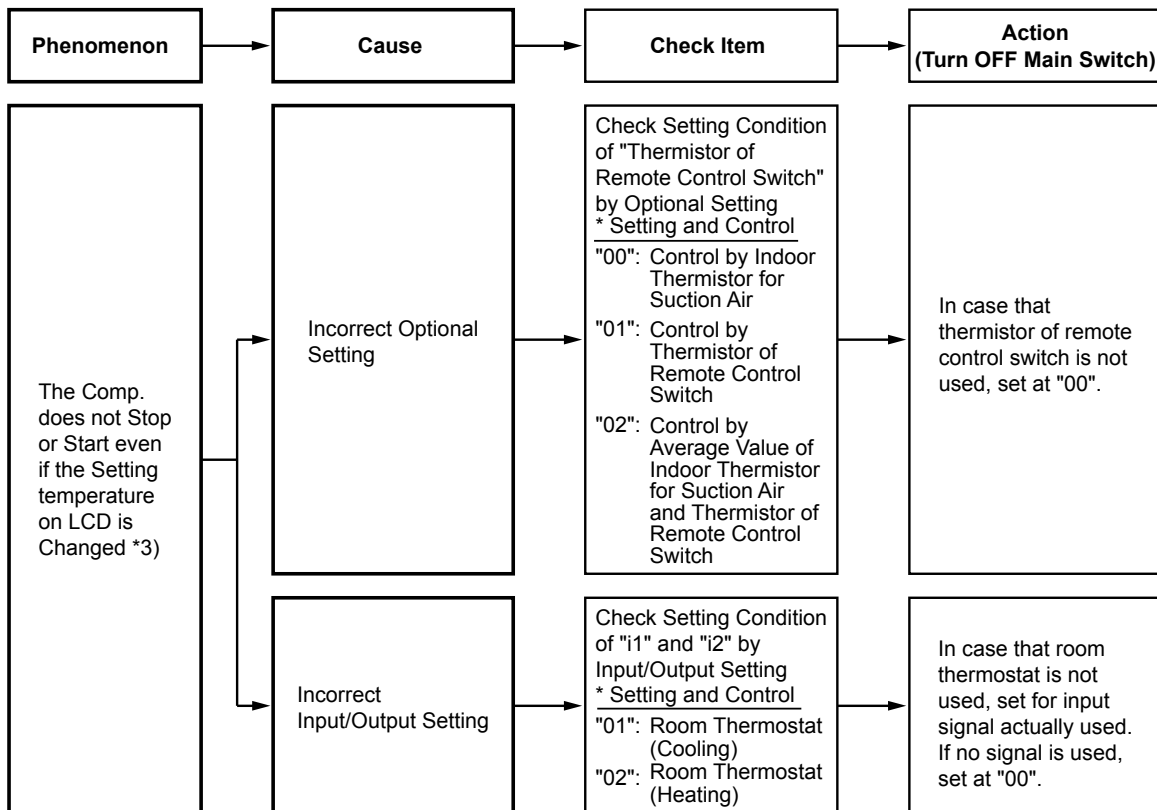 Phenomenon
Cause
Check Item
Action
(Turn OFF Main Switch)
The Comp.
does not Stop
or Start even
if the Setting
temperature
on LCD is
Changed *3)
Incorrect Optional
Setting
Check Setting Condition
of "Thermistor of
Remote Control Switch"
by Optional Setting
* Setting and Control
"00": Control by Indoor
Thermistor for
Suction Air
"01": Control by
Thermistor of
Remote Control
Switch
"02": Control by
Average Value of
Indoor Thermistor
for Suction Air
and Thermistor of
Remote Control
Switch
In case that
thermistor of remote
control switch is not
used, set at "00".
Incorrect
Input/Output Setting
Check Setting Condition
of "i1" and "i2" by
Input/Output Setting
* Setting and Control
"01": Room Thermostat
(Cooling)
"02": Room Thermostat
(Heating)
In case that room
thermostat is not
used, set for input
signal actually used.
If no signal is used,
set at "00".